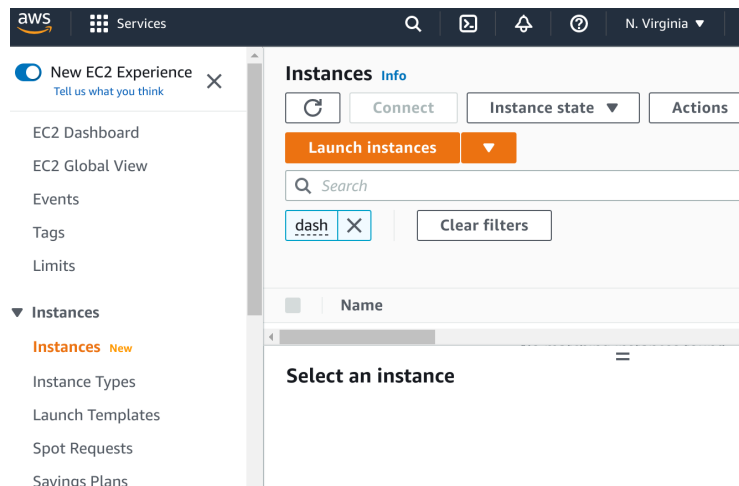 aws
Services
N. Virginia
New EC2 Experience
Tell us what you think
EC2 Dashboard
EC2 Global View
Events
Tags
Limits
Instances
Instances New
Instance Types
Launch Templates
Spot Requests
Savings Plans
Instances Info
Connect
Instance state
Actions
Launch instances
Search
dash
Clear filters
Name
Select an instance